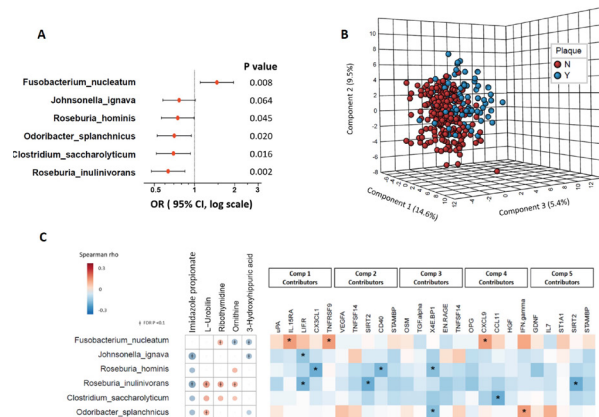 A
P value
Fusobacterium_nucleatum 0.008
Johnsonella_ignava 0.064
Roseburia_hominis 0.045
Odoribacter_splanchnicus 0.020
Clostridium_saccharolyticum 0.016
Roseburia_inulinivorans 0.002
0.5 1 2 3
OR ( 95% CI, log scale)
B
Plaque
N
Y
Component 2 (9.5%)
Component 1 (14.6%)
Component 3 (5.4%)
C
Spearman rho
0.3
0
-0.3
FDR P <0.1
Imidazole propionate
L-Urobilin
Ribothymidine
Ornithine
3-Hydroxyhippuric acid
Comp 1 Contributors
Comp 2 Contributors
Comp 3 Contributors
Comp 4 Contributors
Comp 5 Contributors
uPA
IL.15RA
LIF.R
CX3CL1
TNFRSF9
VEGFA
TNFSF14
SIRT2
CD40
STAMBP
OSM
TGF.alpha
X4E.BP1
EN.RAGE
TNFSF14
OPG
CXCL9
CCL11
HGF
IFN.gamma
GDNF
IL7
ST1A1
SIRT2
STAMBP
Fusobacterium_nucleatum
Johnsonella_ignava
Roseburia_hominis
Roseburia_inulinivorans
Clostridium_saccharolyticum
Odoribacter_splanchnicus